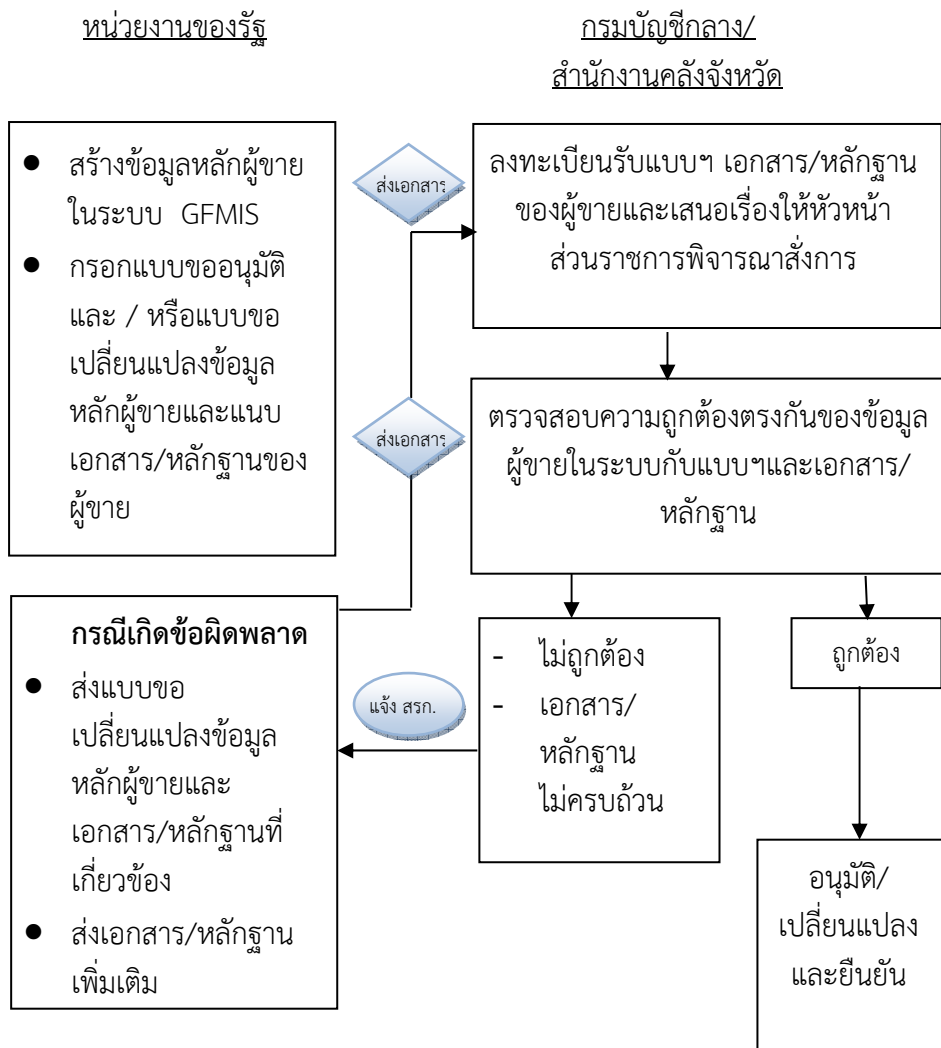 หน่วยงานของรัฐ
กรมบัญชีกลาง/
สำนักงานคลังจังหวัด
● สร้างข้อมูลหลักผู้ขาย
ในระบบ GFMIS
● กรอกแบบขออนุมัติ
และ / หรือแบบขอ
เปลี่ยนแปลงข้อมูล
หลักผู้ขายและแนบ
เอกสาร/หลักฐานของ
ผู้ขาย
ส่งเอกสาร
ลงทะเบียนรับแบบฯ เอกสาร/หลักฐาน
ของผู้ขายและเสนอเรื่องให้หัวหน้า
ส่วนราชการพิจารณาสั่งการ
ส่งเอกสาร
ตรวจสอบความถูกต้องตรงกันของข้อมูล
ผู้ขายในระบบกับแบบฯและเอกสาร/
หลักฐาน
กรณีเกิดข้อผิดพลาด
● ส่งแบบขอ
เปลี่ยนแปลงข้อมูล
หลักผู้ขายและ
เอกสาร/หลักฐานที่
เกี่ยวข้อง
● ส่งเอกสาร/หลักฐาน
เพิ่มเติม
แจ้ง สรก.
- ไม่ถูกต้อง
- เอกสาร/
หลักฐาน
ไม่ครบถ้วน
ถูกต้อง
อนุมัติ/
เปลี่ยนแปลง
และยืนยัน